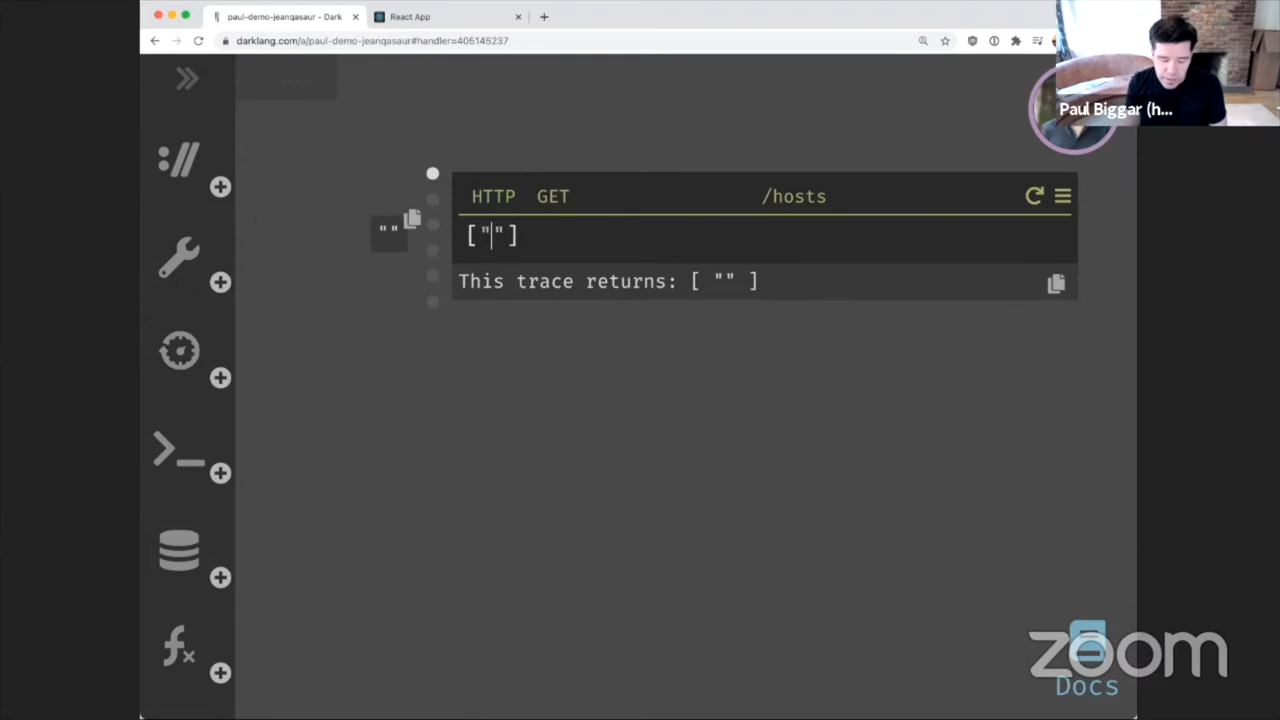 paul-demo-jeanqasaur - Dark
React App
darklang.com/a/paul-demo-jeanqasaur#handler=405145237
Paul Biggar (h...
HTTP GET /hosts
""
[""]
This trace returns: [ "" ]
zoom
Docs